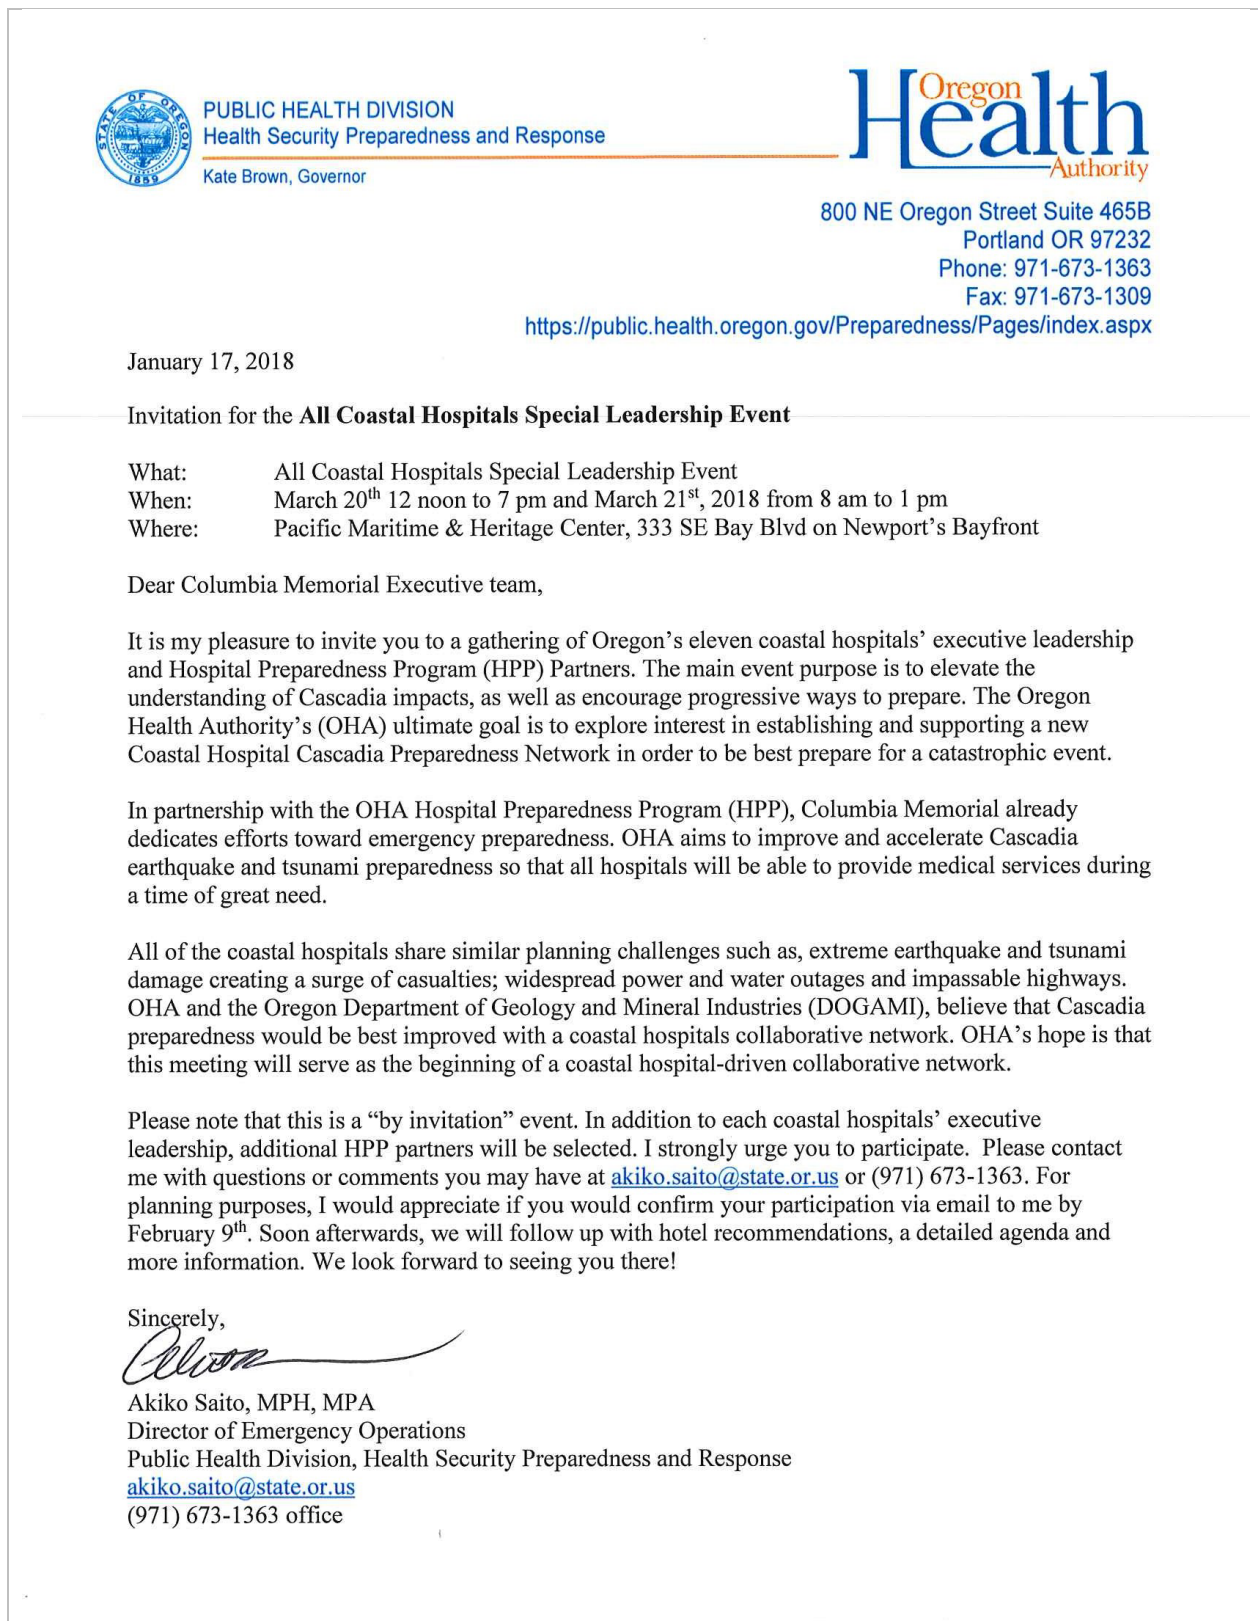 STATE OF OREGON
1859
PUBLIC HEALTH DIVISION
Health Security Preparedness and Response
Kate Brown, Governor
Oregon
Health
Authority
800 NE Oregon Street Suite 465B
Portland OR 97232
Phone: 971-673-1363
Fax: 971-673-1309
https://public.health.oregon.gov/Preparedness/Pages/index.aspx
January 17, 2018
Invitation for the All Coastal Hospitals Special Leadership Event
What: All Coastal Hospitals Special Leadership Event
When: March 20th 12 noon to 7 pm and March 21st, 2018 from 8 am to 1 pm
Where: Pacific Maritime & Heritage Center, 333 SE Bay Blvd on Newport's Bayfront
Dear Columbia Memorial Executive team,
It is my pleasure to invite you to a gathering of Oregon's eleven coastal hospitals' executive leadership
and Hospital Preparedness Program (HPP) Partners. The main event purpose is to elevate the
understanding of Cascadia impacts, as well as encourage progressive ways to prepare. The Oregon
Health Authority's (OHA) ultimate goal is to explore interest in establishing and supporting a new
Coastal Hospital Cascadia Preparedness Network in order to be best prepare for a catastrophic event.
In partnership with the OHA Hospital Preparedness Program (HPP), Columbia Memorial already
dedicates efforts toward emergency preparedness. OHA aims to improve and accelerate Cascadia
earthquake and tsunami preparedness so that all hospitals will be able to provide medical services during
a time of great need.
All of the coastal hospitals share similar planning challenges such as, extreme earthquake and tsunami
damage creating a surge of casualties; widespread power and water outages and impassable highways.
OHA and the Oregon Department of Geology and Mineral Industries (DOGAMI), believe that Cascadia
preparedness would be best improved with a coastal hospitals collaborative network. OHA's hope is that
this meeting will serve as the beginning of a coastal hospital-driven collaborative network.
Please note that this is a "by invitation" event. In addition to each coastal hospitals' executive
leadership, additional HPP partners will be selected. I strongly urge you to participate.  Please contact
me with questions or comments you may have at akiko.saito@state.or.us or (971) 673-1363. For
planning purposes, I would appreciate if you would confirm your participation via email to me by
February 9th. Soon afterwards, we will follow up with hotel recommendations, a detailed agenda and
more information. We look forward to seeing you there!
Sincerely,
Akiko Saito, MPH, MPA
Director of Emergency Operations
Public Health Division, Health Security Preparedness and Response
akiko.saito@state.or.us
(971) 673-1363 office